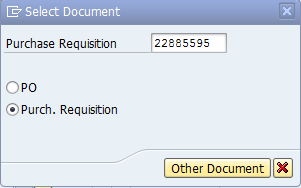 Select Document
Purchase Requisition 22885595
PO
Purch. Requisition
Other Document